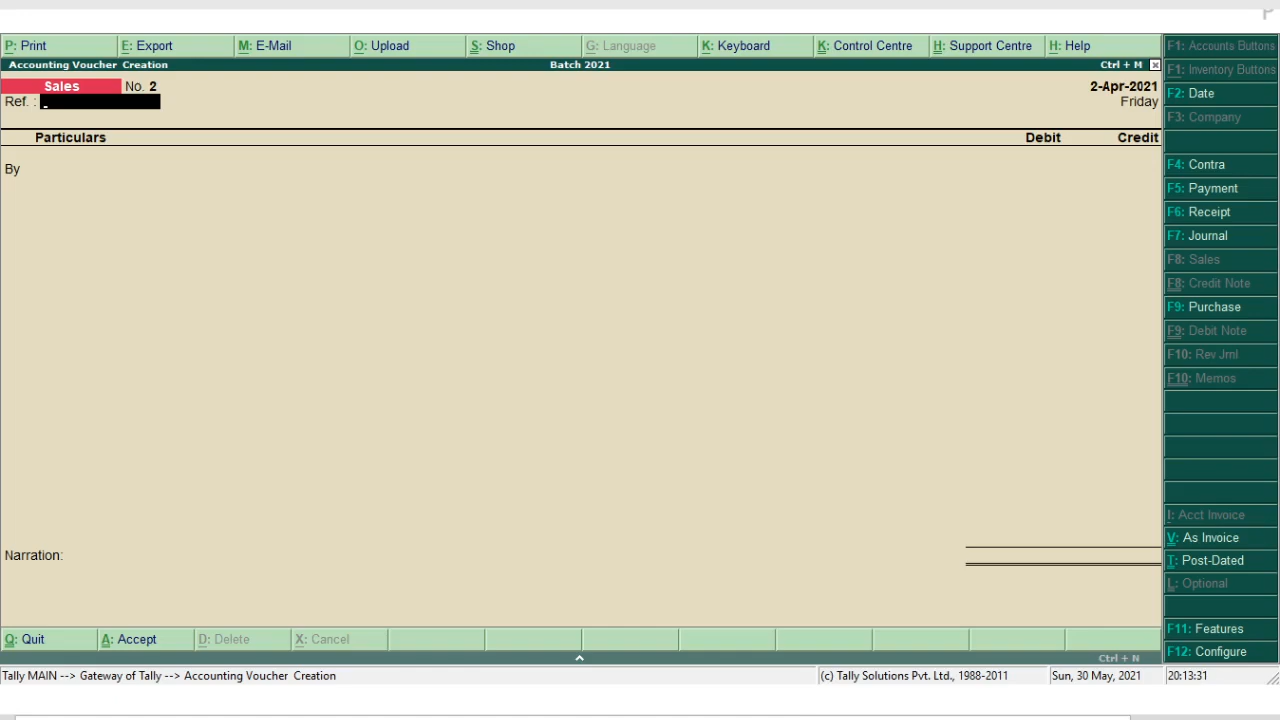 P
P: Print E: Export M: E-Mail O: Upload S: Shop G: Language K: Keyboard K: Control Centre H: Support Centre H: Help
Accounting Voucher Creation Batch 2021 Ctrl + M
Sales No. 2 2-Apr-2021
Ref. : Friday
Particulars Debit Credit
By
Narration:
F1: Accounts Buttons
F1: Inventory Buttons
F2: Date
F3: Company
F4: Contra
F5: Payment
F6: Receipt
F7: Journal
F8: Sales
F8: Credit Note
F9: Purchase
F9: Debit Note
F10: Rev Jrnl
F10: Memos
I: Acct Invoice
V: As Invoice
T: Post-Dated
L: Optional
F11: Features
F12: Configure
Q: Quit A: Accept D: Delete X: Cancel
Ctrl + N
Tally MAIN --> Gateway of Tally --> Accounting Voucher Creation (c) Tally Solutions Pvt. Ltd., 1988-2011 Sun, 30 May, 2021 20:13:31